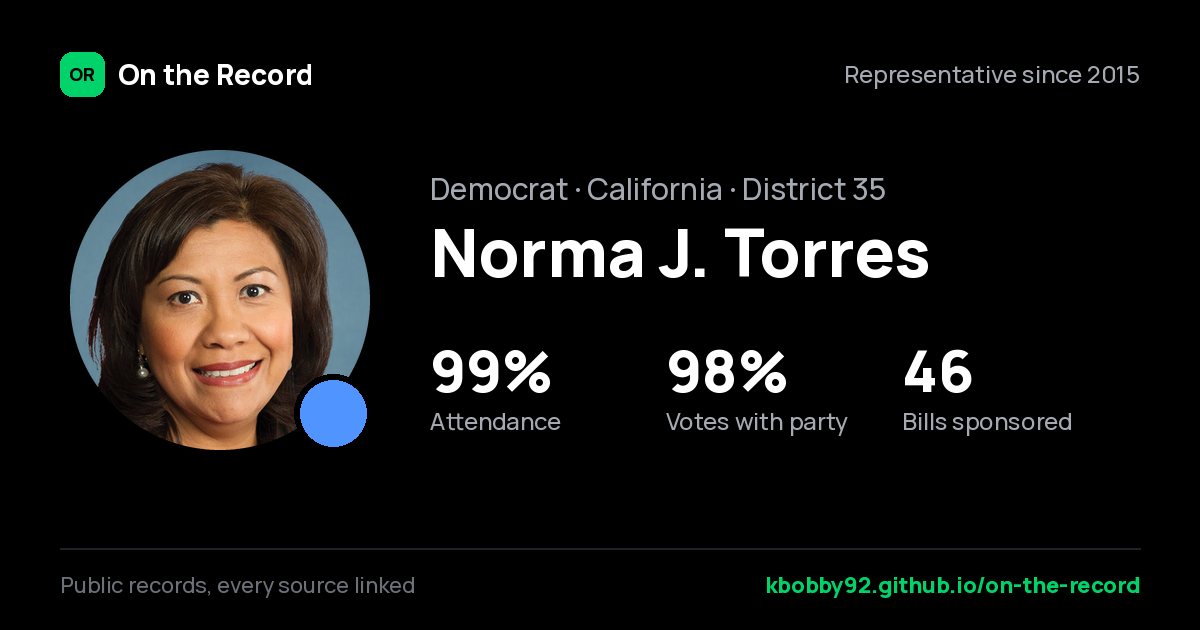 OR On the Record
Representative since 2015
Democrat · California · District 35
Norma J. Torres
99% 98% 46
Attendance Votes with party Bills sponsored
Public records, every source linked
kbobby92.github.io/on-the-record